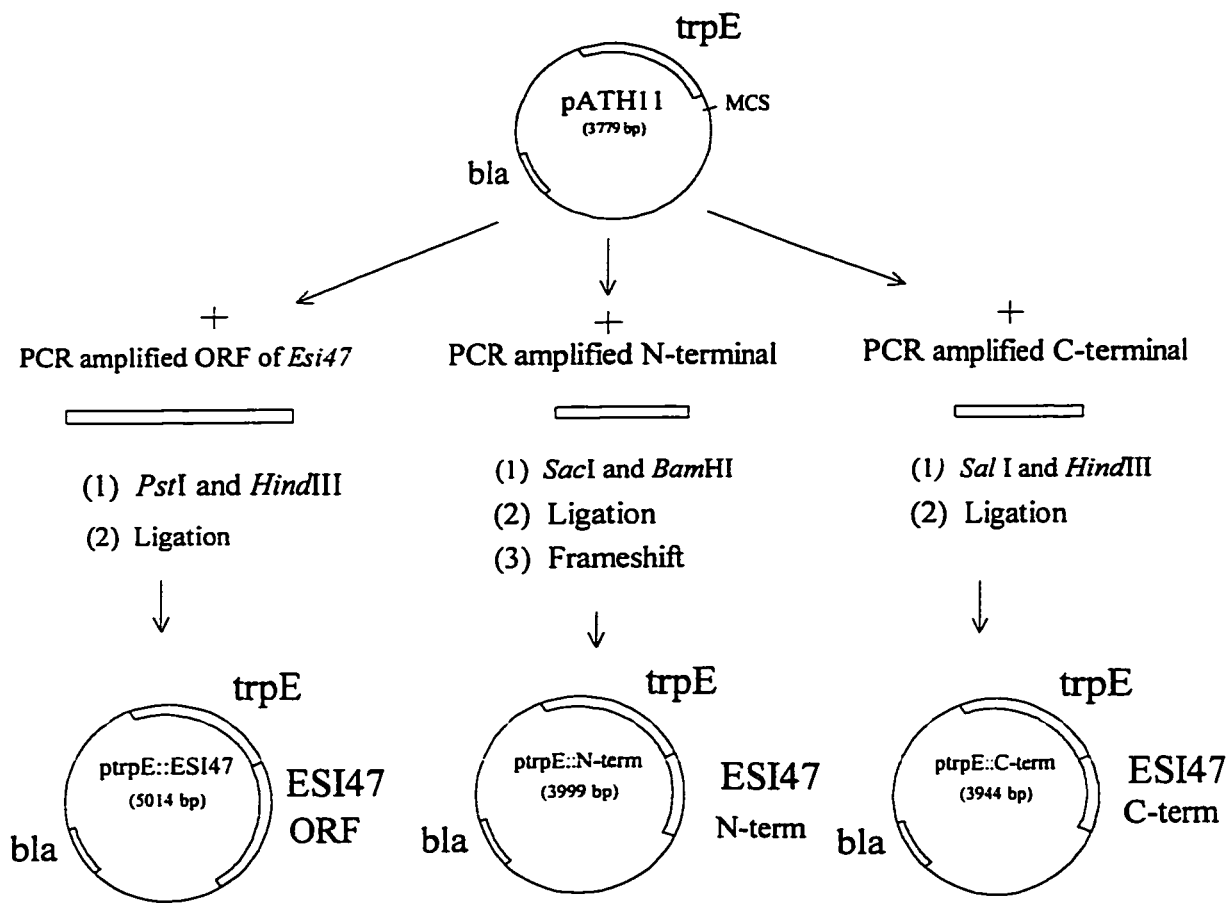 trpE
pATH11
(3779 bp)
MCS
bla
+
PCR amplified ORF of Esi47
(1) PstI and HindIII
(2) Ligation
+
PCR amplified N-terminal
(1) SacI and BamHI
(2) Ligation
(3) Frameshift
+
PCR amplified C-terminal
(1) Sal I and HindIII
(2) Ligation
trpE
ptrpE::ESI47
(5014 bp)
ESI47
ORF
bla
trpE
ptrpE::N-term
(3999 bp)
ESI47
N-term
bla
trpE
ptrpE::C-term
(3944 bp)
ESI47
C-term
bla